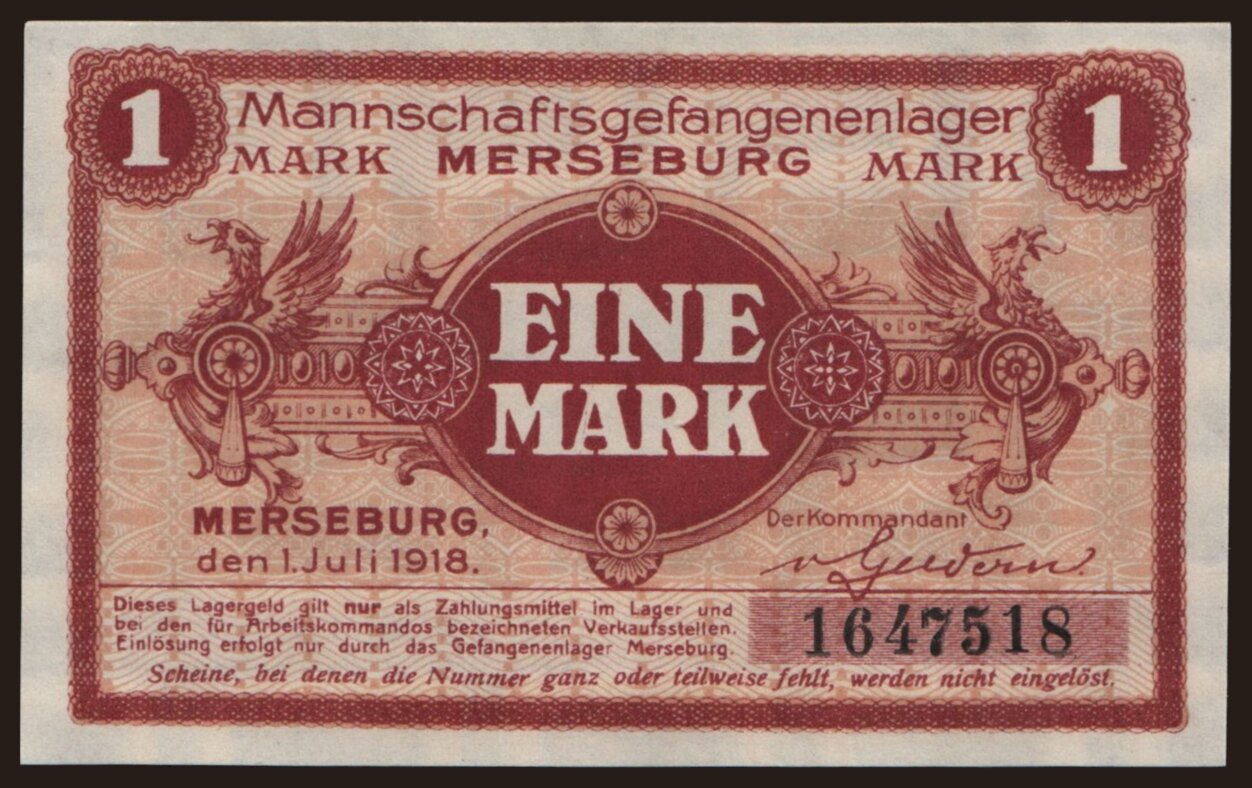 1 Mannschaftsgefangenenlager 1
MARK MERSEBURG MARK
EINE
MARK
MERSEBURG,
den 1. Juli 1918.
Der Kommandant
v Geldern.
Dieses Lagergeld gilt nur als Zahlungsmittel im Lager und
bei den für Arbeitskommandos bezeichneten Verkaufsstellen.
Einlösung erfolgt nur durch das Gefangenenlager Merseburg.
1647518
Scheine, bei denen die Nummer ganz oder teilweise fehlt, werden nicht eingelöst.